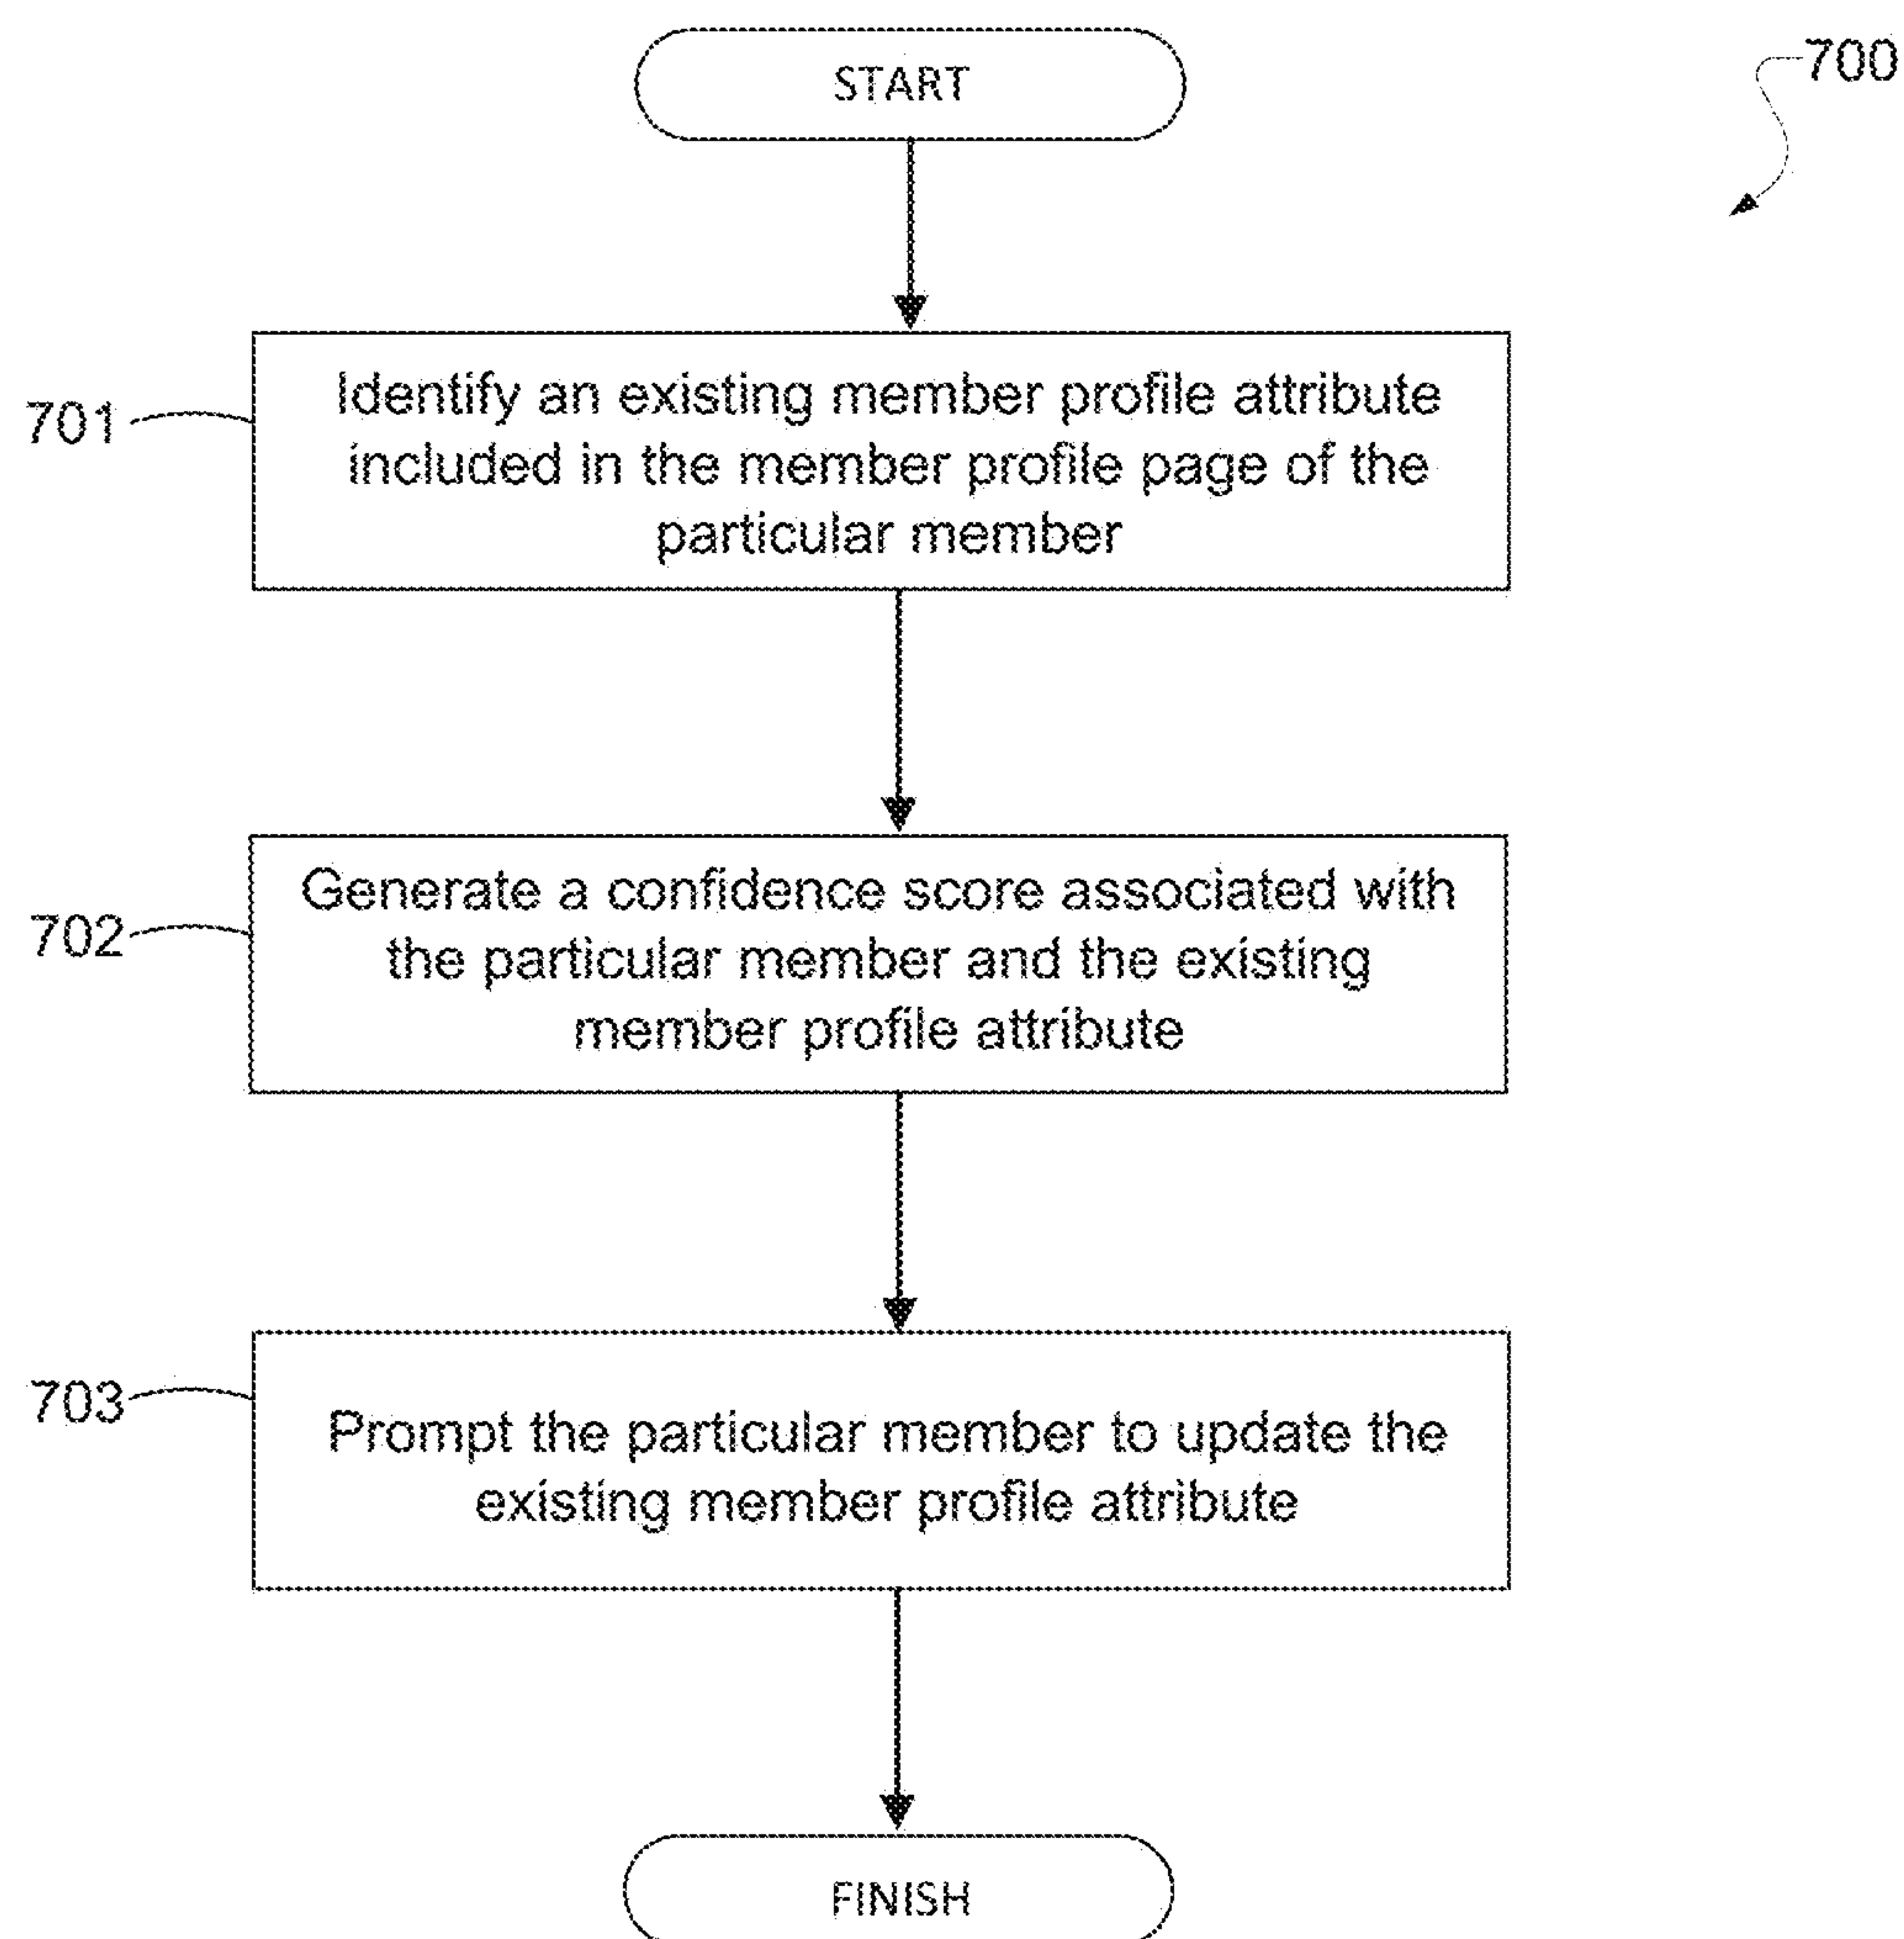 START
700
701
Identify an existing member profile attribute
included in the member profile page of the
particular member
702
Generate a confidence score associated with
the particular member and the existing
member profile attribute
703
Prompt the particular member to update the
existing member profile attribute
FINISH